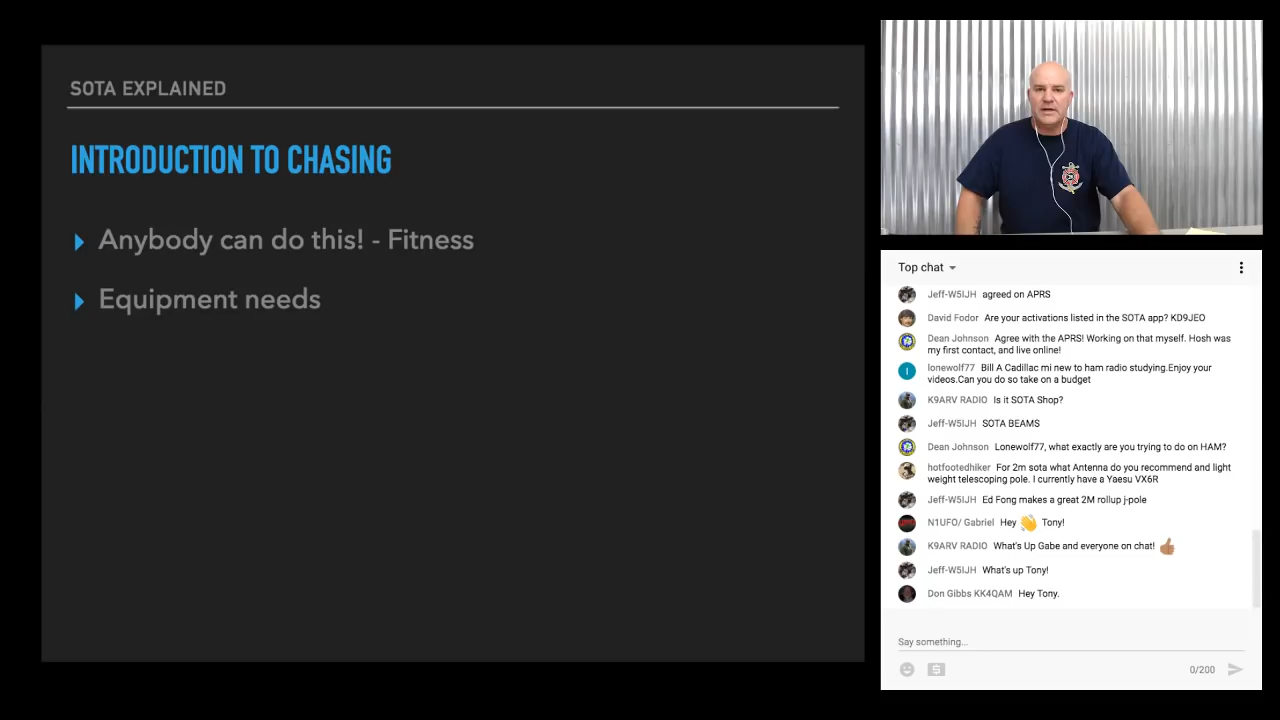 SOTA EXPLAINED
INTRODUCTION TO CHASING
Anybody can do this! - Fitness
Equipment needs
Top chat
Jeff-W5IJH agreed on APRS
David Fodor Are your activations listed in the SOTA app? KD9JEO
Dean Johnson Agree with the APRS! Working on that myself. Hosh was
my first contact, and live online!
lonewolf77 Bill A Cadillac mi new to ham radio studying.Enjoy your
videos.Can you do so take on a budget
K9ARV RADIO Is it SOTA Shop?
Jeff-W5IJH SOTA BEAMS
Dean Johnson Lonewolf77, what exactly are you trying to do on HAM?
hotfootedhiker For 2m sota what Antenna do you recommend and light
weight telescoping pole. I currently have a Yaesu VX6R
Jeff-W5IJH Ed Fong makes a great 2M rollup j-pole
N1UFO/ Gabriel Hey 👋 Tony!
K9ARV RADIO What's Up Gabe and everyone on chat! 👍🏽
Jeff-W5IJH What's up Tony!
Don Gibbs KK4QAM Hey Tony.
Say something...
0/200